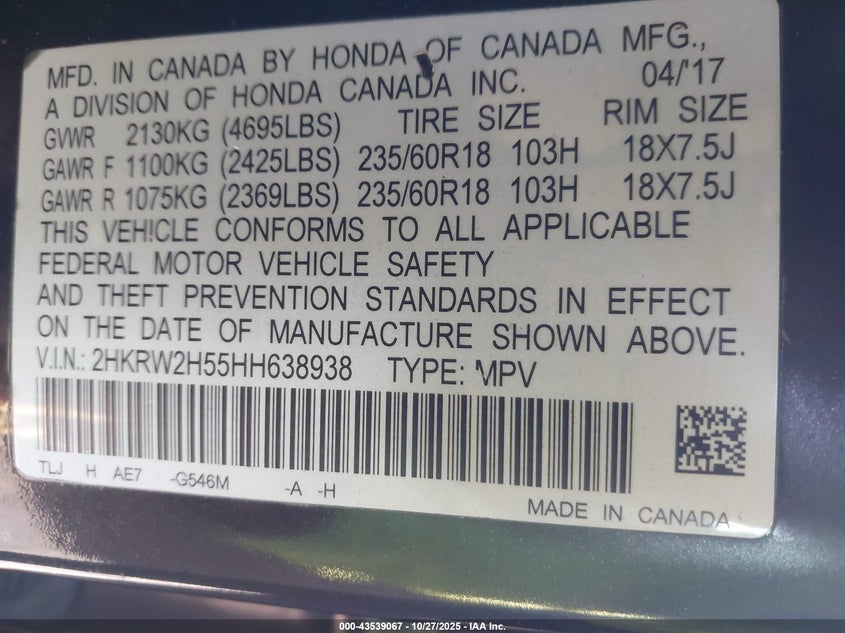 MFD. IN CANADA BY HONDA OF CANADA MFG.,
A DIVISION OF HONDA CANADA INC. 04/'17
GVWR 2130KG (4695LBS) TIRE SIZE RIM SIZE
GAWR F 1100KG (2425LBS) 235/60R18 103H 18X7.5J
GAWR R 1075KG (2369LBS) 235/60R18 103H 18X7.5J
THIS VEHICLE CONFORMS TO ALL APPLICABLE
FEDERAL MOTOR VEHICLE SAFETY
AND THEFT PREVENTION STANDARDS IN EFFECT
ON THE DATE OF MANUFACTURE SHOWN ABOVE.
V.I.N.: 2HKRW2H55HH638938 TYPE: MPV
TLJ H AE7 -G546M -A -H
MADE IN CANADA
000-43539067 - 10/27/2025 - IAA Inc.